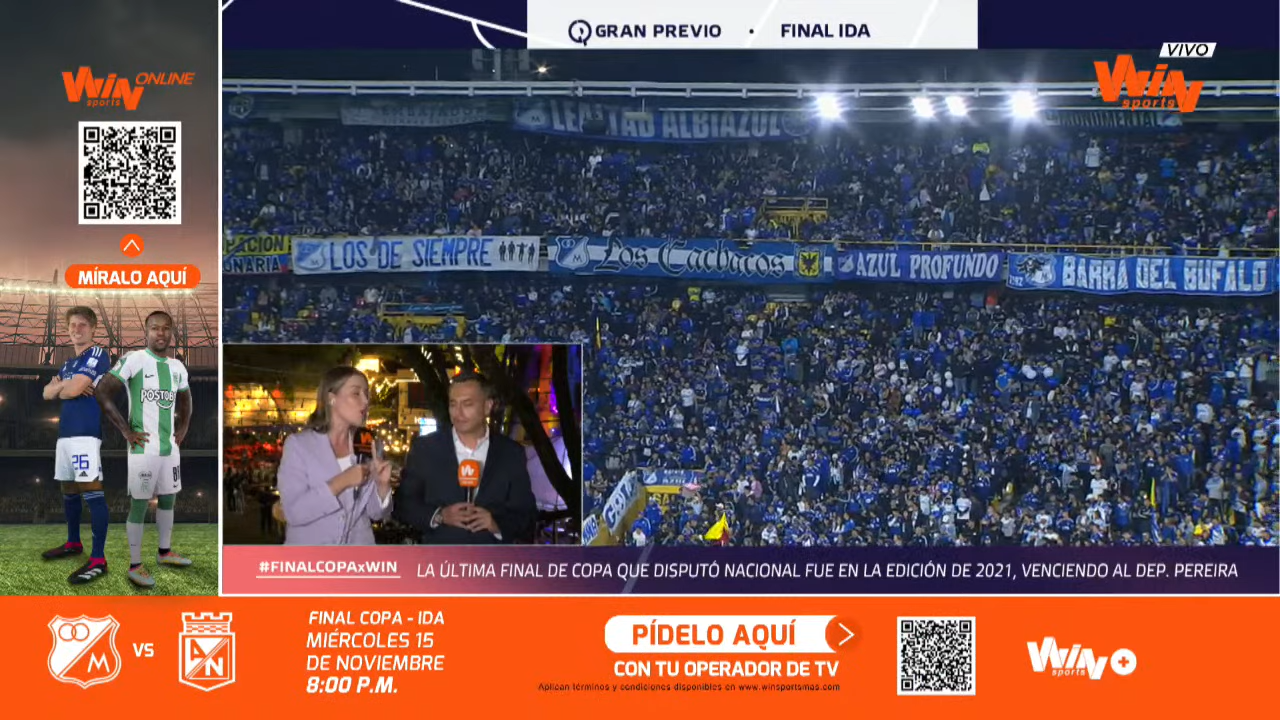 GRAN PREVIO • FINAL IDA
VIVO
WIN sports
WIN sports ONLINE
MÍRALO AQUÍ
26
POSTOBÓN
LEALTAD ALBIAZUL
LOS DE SIEMPRE
Los Cachacos
AZUL PROFUNDO
BARRA DEL BUFALO
#FINALCOPAxWIN
LA ÚLTIMA FINAL DE COPA QUE DISPUTÓ NACIONAL FUE EN LA EDICIÓN DE 2021, VENCIENDO AL DEP. PEREIRA
M
VS
AN
FINAL COPA - IDA
MIÉRCOLES 15
DE NOVIEMBRE
8:00 P.M.
PÍDELO AQUÍ
CON TU OPERADOR DE TV
Aplican términos y condiciones disponibles en www.winsportsmas.com
WIN sports +